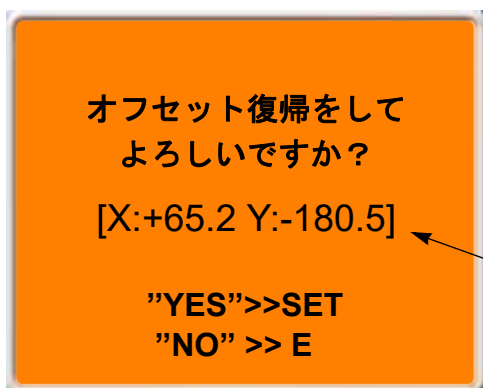 オフセット復帰をして
よろしいですか？
[X:+65.2 Y:-180.5]
”YES”>>SET
”NO” >> E